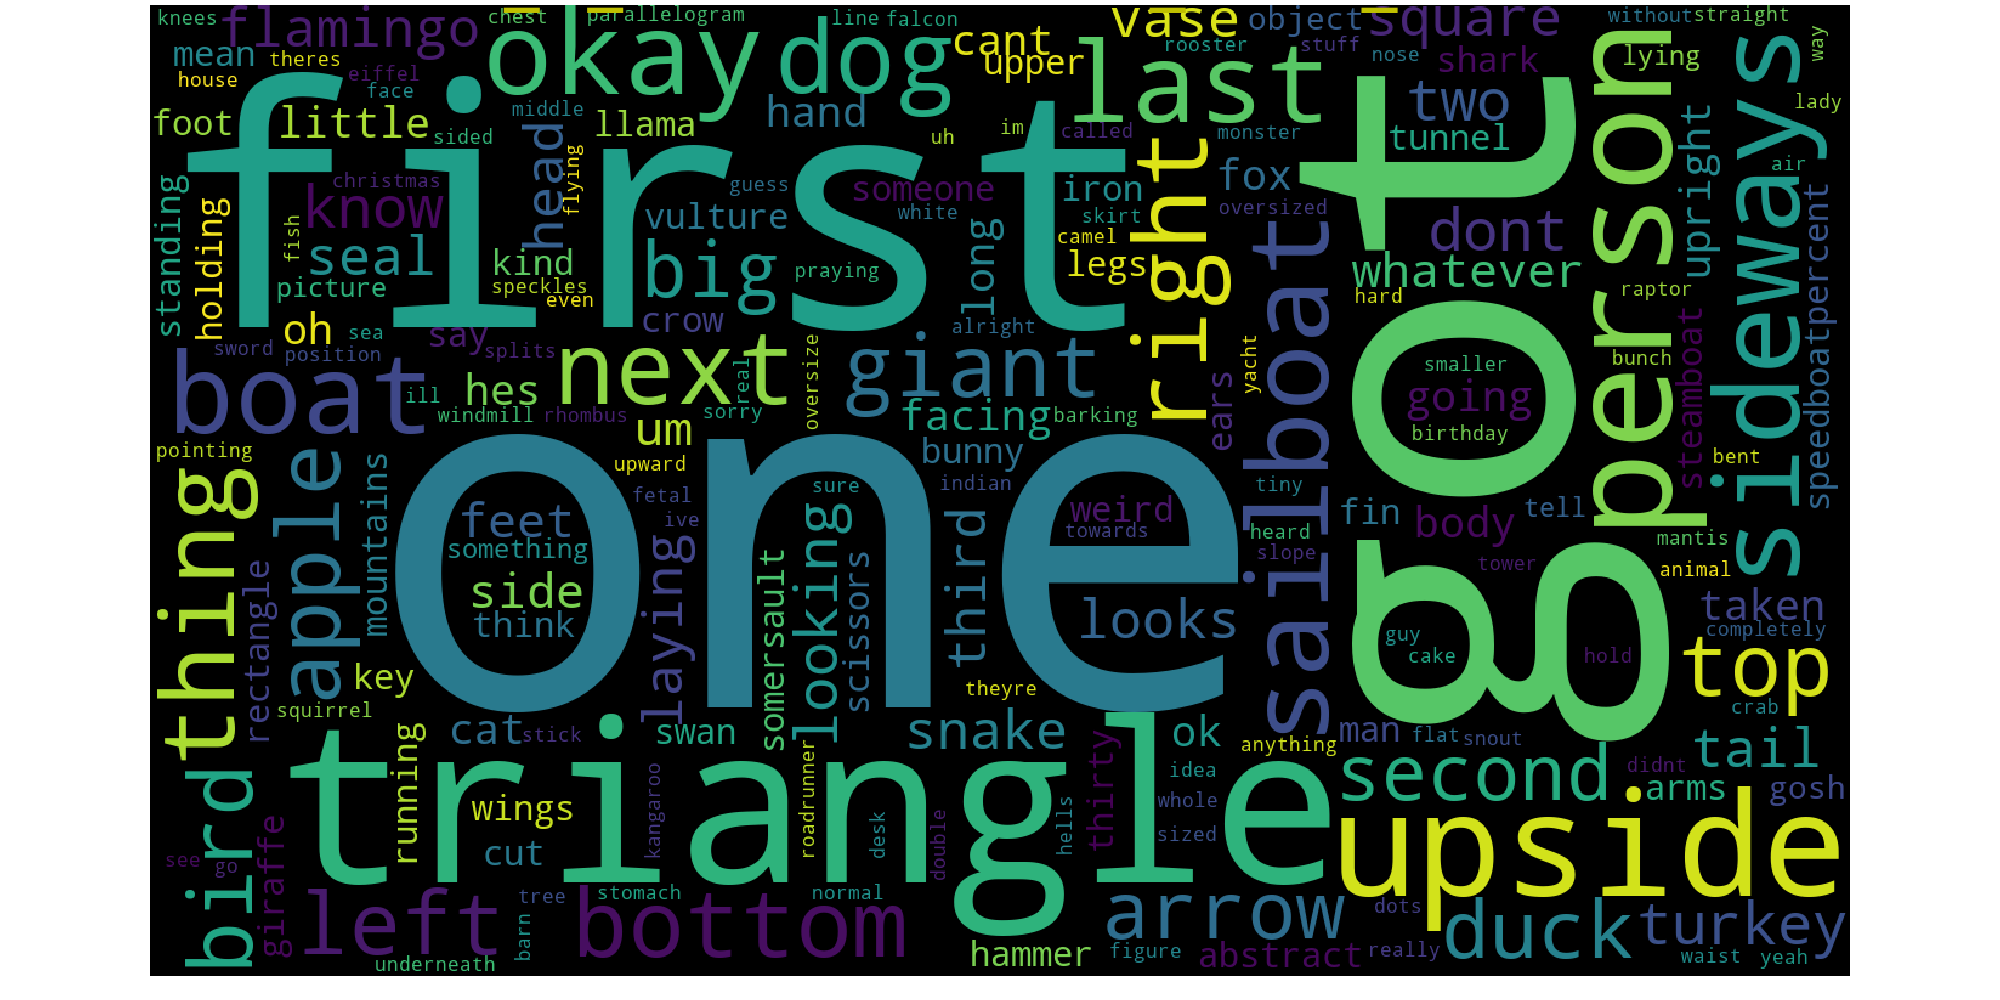 knees
chest
parallelogram
line
falcon
vase
object
square
without
straight
flamingo
okay
dog
cant
upper
rooster
stuff
nose
mean
theres
last
shark
person
lying
way
house
eiffel
face
middle
hand
two
lady
foot
little
sided
llama
uh
im
called
monster
tunnel
first
got
sideways
standing
holding
christmas
know
head
flying
guess
vulture
someone
white
iron
skirt
right
fox
oversized
upright
air
fish
seal
kind
speckles
even
big
praying
long
camel
legs
dont
whatever
hard
raptor
percent
picture
oh
sea
say
crow
alright
sword
position
splits
next
real
oversize
giant
yacht
sailboat
smaller
bunch
steamboat
speedboat
boat
ill
hes
windmill
rhombus
sorry
facing
barking
ears
going
birthday
um
bunny
pointing
upward
bent
thing
apple
mountains
one
feet
fetal
ive
sure
indian
weird
towards
tiny
heard
fin
body
tell
mantis
something
side
think
laying
somersault
looking
scissors
third
looks
slope
tower
animal
rectangle
key
squirrel
theyre
guy
cake
hold
taken
completely
top
crab
cat
stick
swan
snake
ok
anything
man
flat
snout
tail
bird
triangle
running
wings
cut
kangaroo
roadrunner
desk
double
hells
thirty
idea
whole
sized
second
didnt
arms
gosh
upside
see
go
giraffe
left
tree
barn
stomach
bottom
normal
arrow
dots
duck
turkey
underneath
hammer
figure
abstract
really
waist
yeah